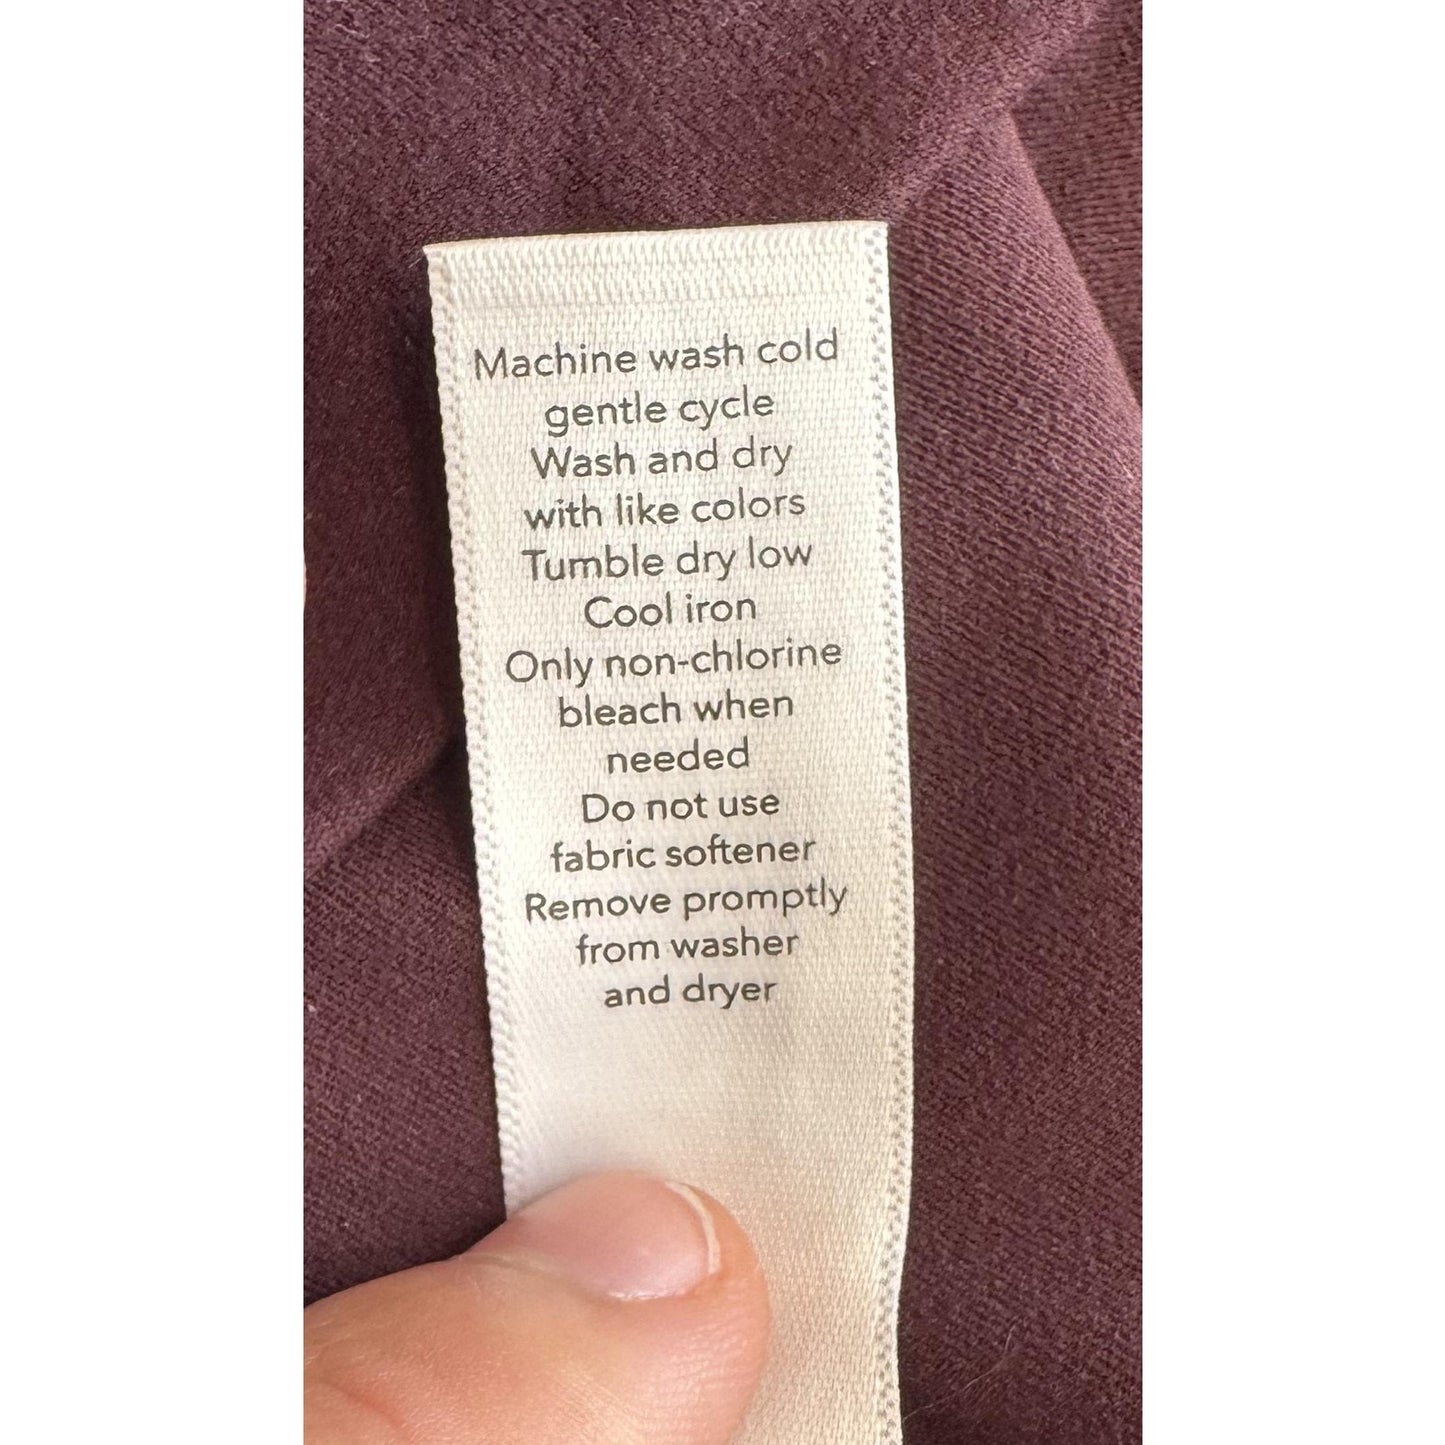 Machine wash cold
gentle cycle
Wash and dry
with like colors
Tumble dry low
Cool iron
Only non-chlorine
bleach when
needed
Do not use
fabric softener
Remove promptly
from washer
and dryer